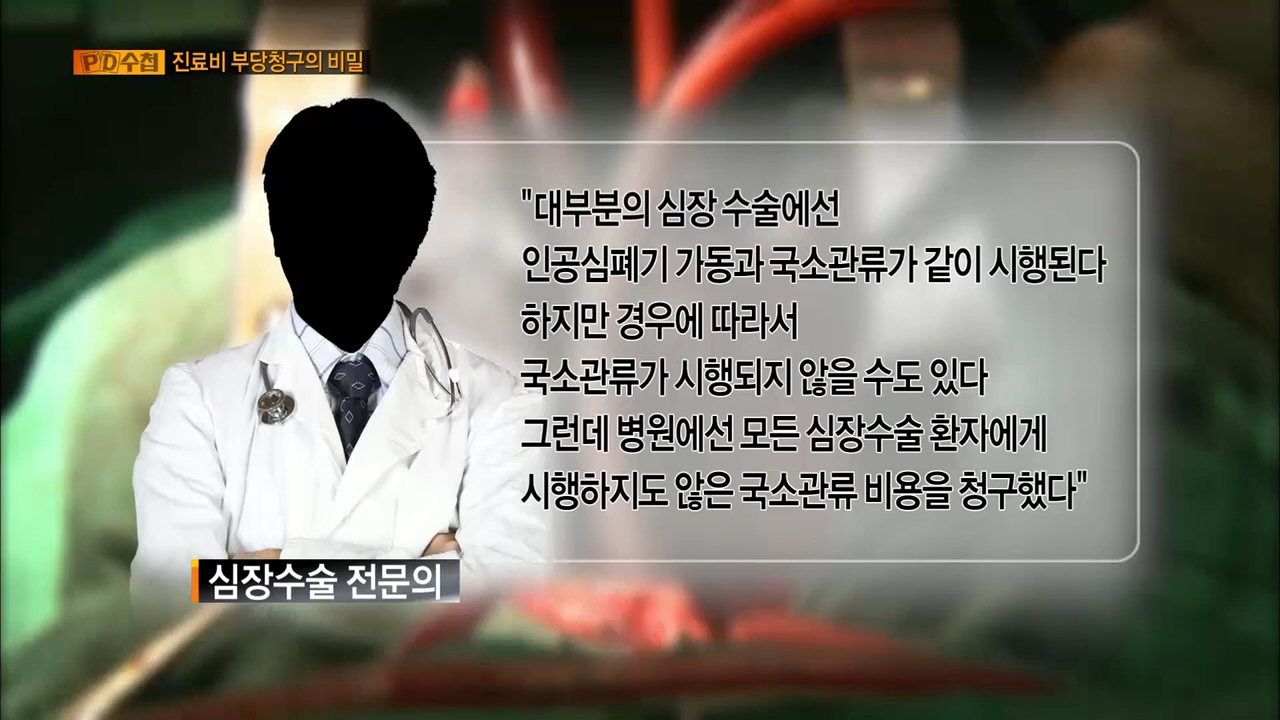 PD수첩 진료비 부당청구의 비밀
"대부분의 심장 수술에선
인공심폐기 가동과 국소관류가 같이 시행된다
하지만 경우에 따라서
국소관류가 시행되지 않을 수도 있다
그런데 병원에선 모든 심장수술 환자에게
시행하지도 않은 국소관류 비용을 청구했다"
심장수술 전문의